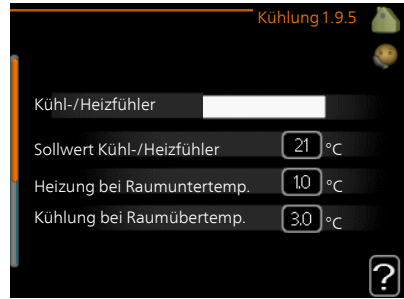 Kühlung 1.9.5
Kühl-/Heizfühler
Sollwert Kühl-/Heizfühler 21 °C
Heizung bei Raumuntertemp. 1.0 °C
Kühlung bei Raumübertemp. 3.0 °C
?